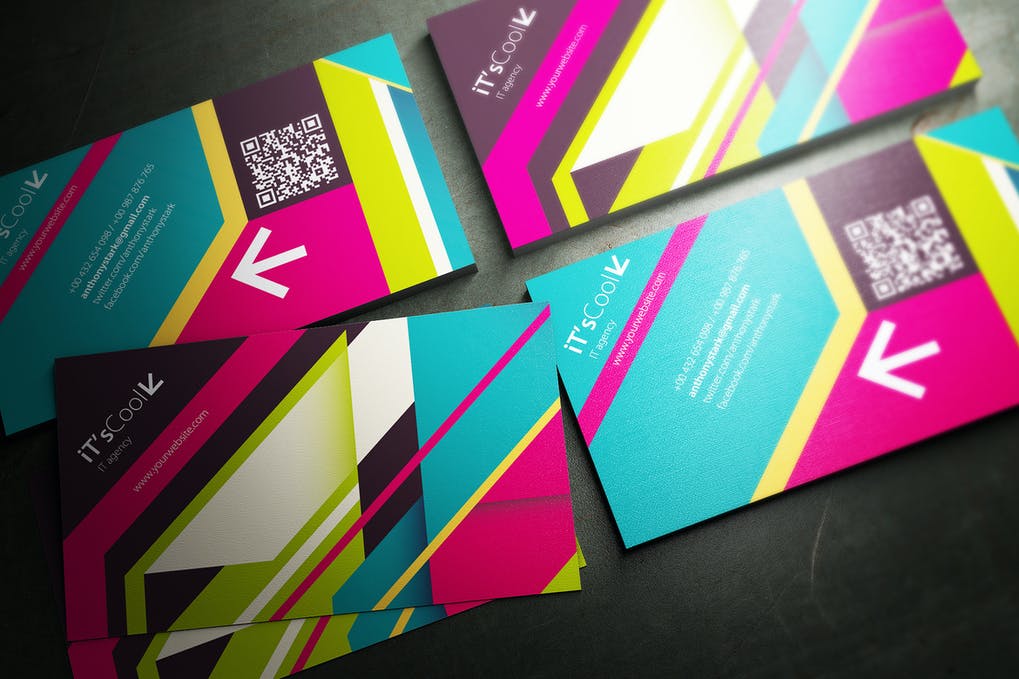 sCool
agency
www.yourwebsite.com
+00 432 654 098 / +00 987 876 765
anthonystark@gmail.com
twitter.com/anthonystark
facebook.com/anthonystark
iT'sCool
IT agency
www.yourwebsite.com
iT'sCool
IT agency
www.yourwebsite.com
iT'sCool
IT agency
www.yourwebsite.com
+00 432 654 098 / +00 987 876 765
anthonystark@gmail.com
twitter.com/anthonystark
facebook.com/anthonystark